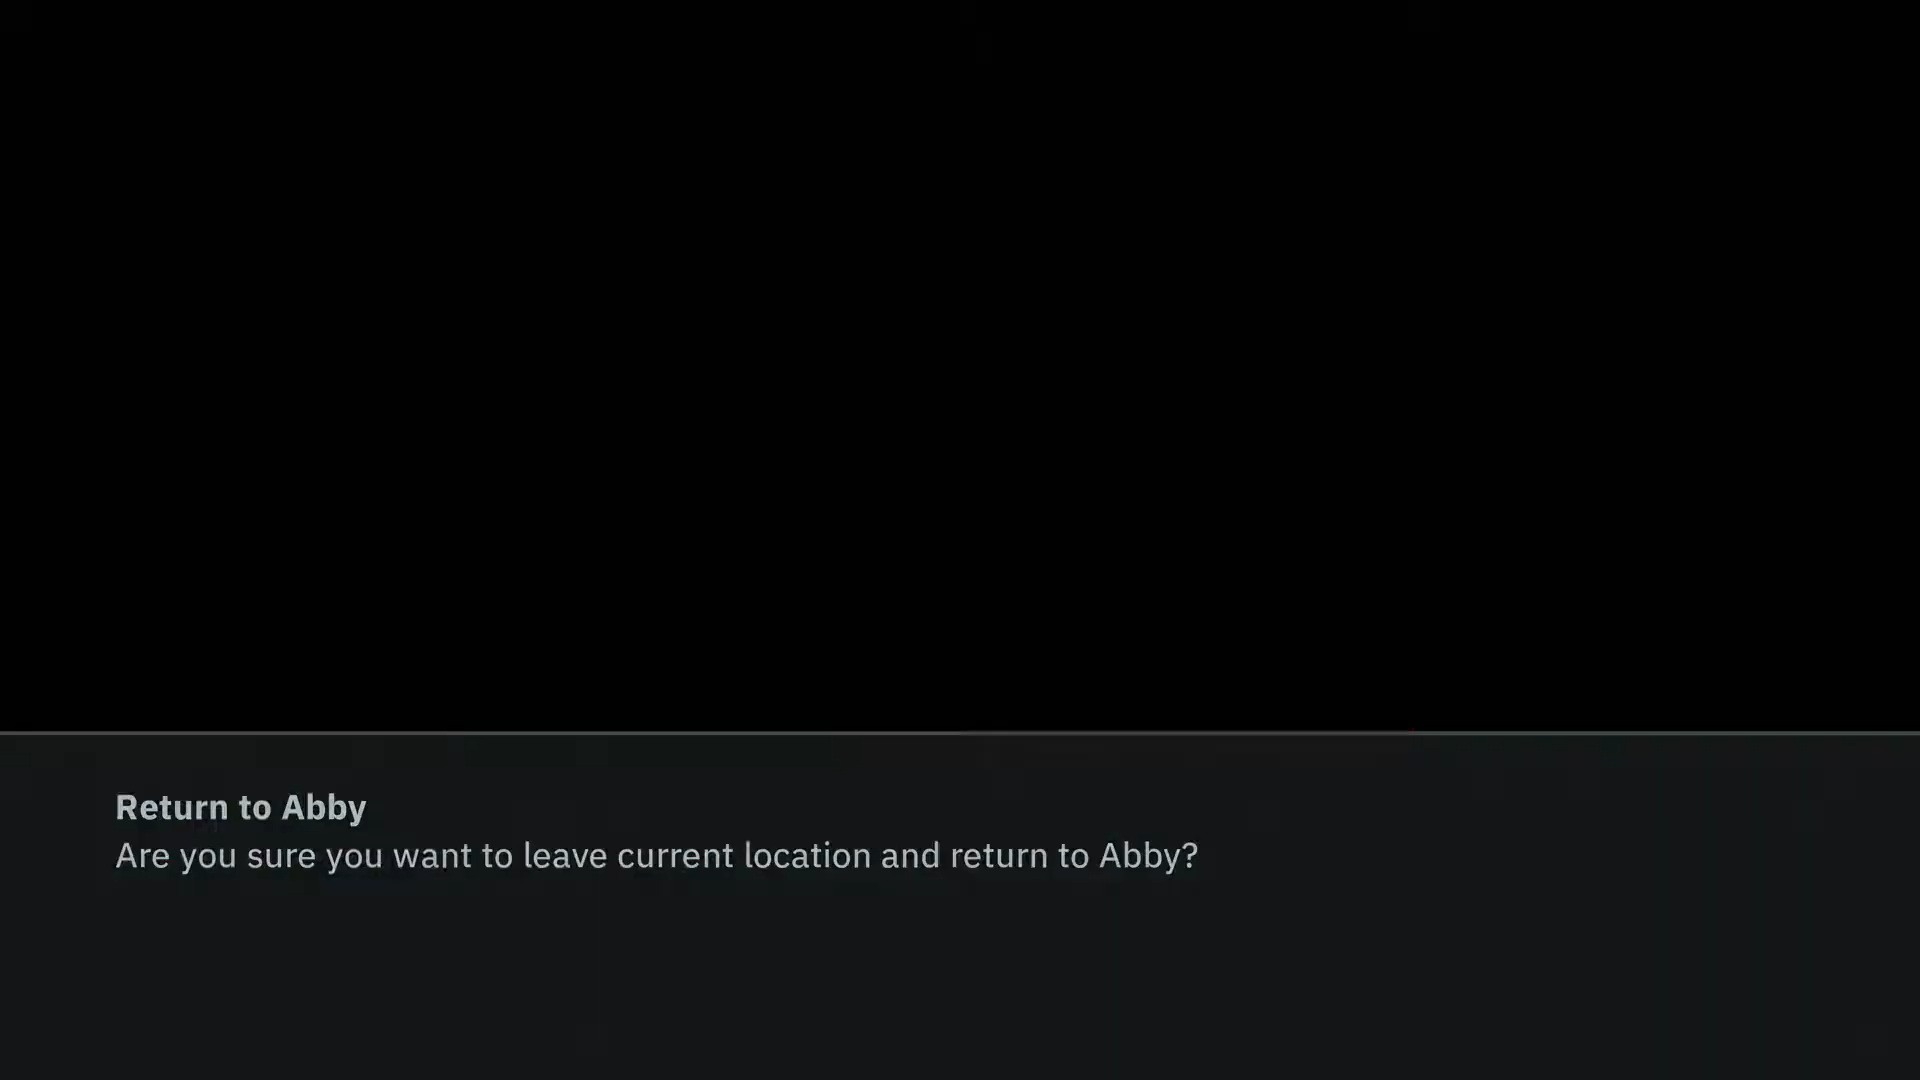 Return to Abby
Are you sure you want to leave current location and return to Abby?